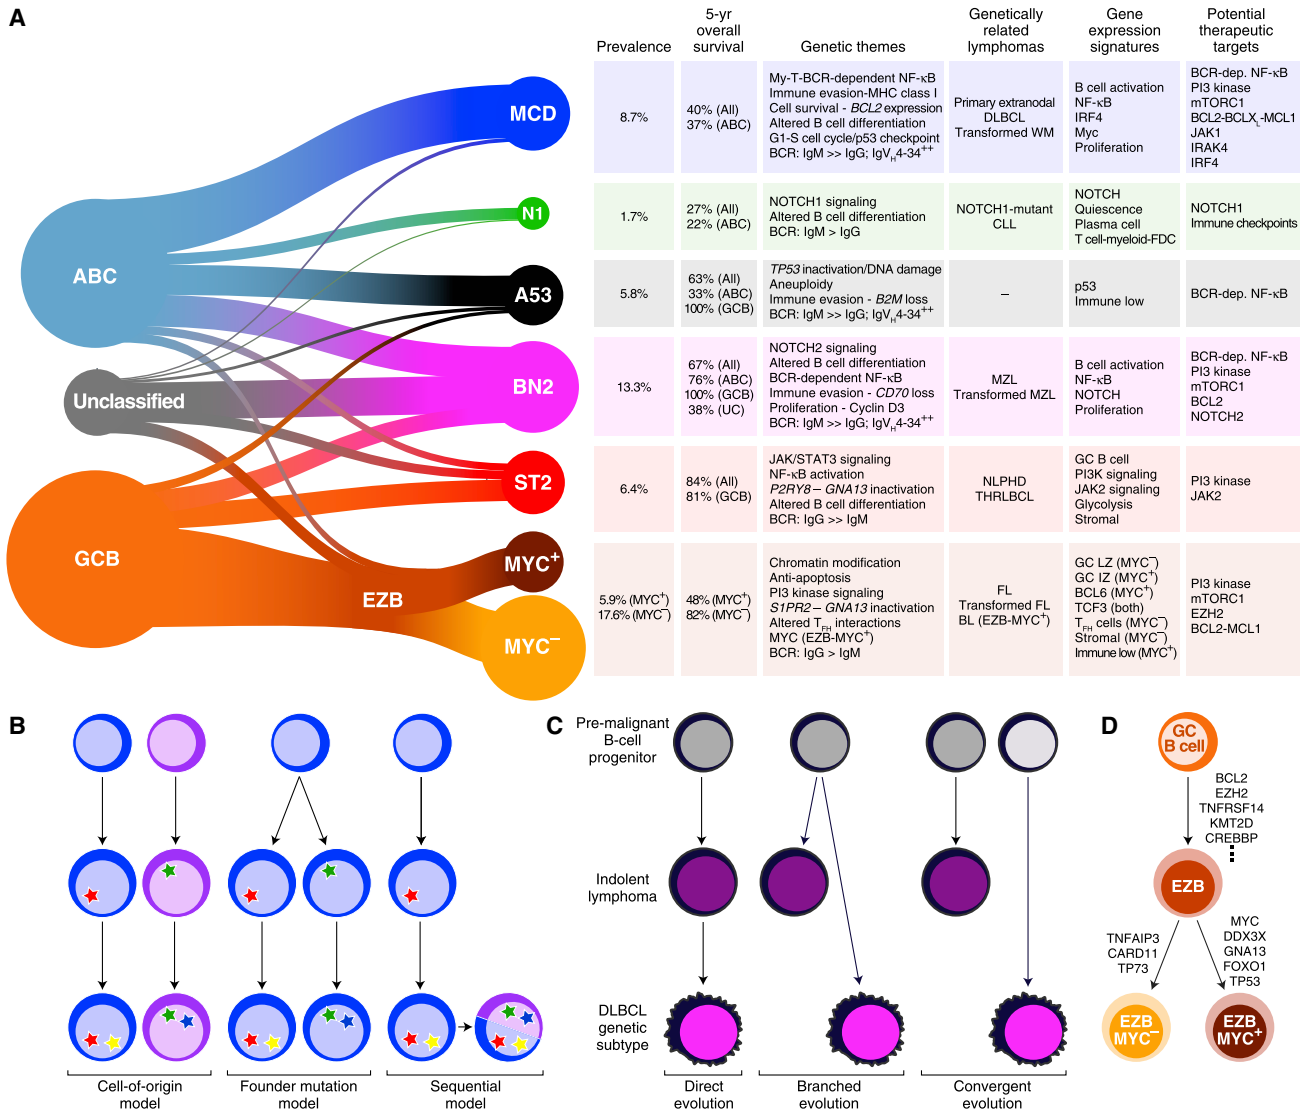 A
Prevalence
5-yr
overall
survival
Genetic themes
Genetically
related
lymphomas
Gene
expression
signatures
Potential
therapeutic
targets
ABC
Unclassified
GCB
EZB
MCD
8.7%
40% (All)
37% (ABC)
My-T-BCR-dependent NF-κB
Immune evasion-MHC class I
Cell survival - BCL2 expression
Altered B cell differentiation
G1-S cell cycle/p53 checkpoint
BCR: IgM >> IgG; IgVH4-34++
Primary extranodal
DLBCL
Transformed WM
B cell activation
NF-κB
IRF4
Myc
Proliferation
BCR-dep. NF-κB
PI3 kinase
mTORC1
BCL2-BCLXL-MCL1
JAK1
IRAK4
IRF4
N1
1.7%
27% (All)
22% (ABC)
NOTCH1 signaling
Altered B cell differentiation
BCR: IgM > IgG
NOTCH1-mutant
CLL
NOTCH
Quiescence
Plasma cell
T cell-myeloid-FDC
NOTCH1
Immune checkpoints
A53
5.8%
63% (All)
33% (ABC)
100% (GCB)
TP53 inactivation/DNA damage
Aneuploidy
Immune evasion - B2M loss
BCR: IgM >> IgG; IgVH4-34++
–
p53
Immune low
BCR-dep. NF-κB
BN2
13.3%
67% (All)
76% (ABC)
100% (GCB)
38% (UC)
NOTCH2 signaling
Altered B cell differentiation
BCR-dependent NF-κB
Immune evasion - CD70 loss
Proliferation - Cyclin D3
BCR: IgM >> IgG; IgVH4-34++
MZL
Transformed MZL
B cell activation
NF-κB
NOTCH
Proliferation
BCR-dep. NF-κB
PI3 kinase
mTORC1
BCL2
NOTCH2
ST2
6.4%
84% (All)
81% (GCB)
JAK/STAT3 signaling
NF-κB activation
P2RY8 – GNA13 inactivation
Altered B cell differentiation
BCR: IgG >> IgM
NLPHD
THRLBCL
GC B cell
PI3K signaling
JAK2 signaling
Glycolysis
Stromal
PI3 kinase
JAK2
MYC+
MYC–
5.9% (MYC+)
17.6% (MYC–)
48% (MYC+)
82% (MYC–)
Chromatin modification
Anti-apoptosis
PI3 kinase signaling
S1PR2 – GNA13 inactivation
Altered TFH interactions
MYC (EZB-MYC+)
BCR: IgG > IgM
FL
Transformed FL
BL (EZB-MYC+)
GC LZ (MYC–)
GC IZ (MYC+)
BCL6 (MYC+)
TCF3 (both)
TFH cells (MYC–)
Stromal (MYC–)
Immune low (MYC+)
PI3 kinase
mTORC1
EZH2
BCL2-MCL1
B
Cell-of-origin
model
Founder mutation
model
Sequential
model
C
Pre-malignant
B-cell
progenitor
Indolent
lymphoma
DLBCL
genetic
subtype
Direct
evolution
Branched
evolution
Convergent
evolution
D
GC
B cell
BCL2
EZH2
TNFRSF14
KMT2D
CREBBP
EZB
TNFAIP3
CARD11
TP73
MYC
DDX3X
GNA13
FOXO1
TP53
EZB
MYC–
EZB
MYC+